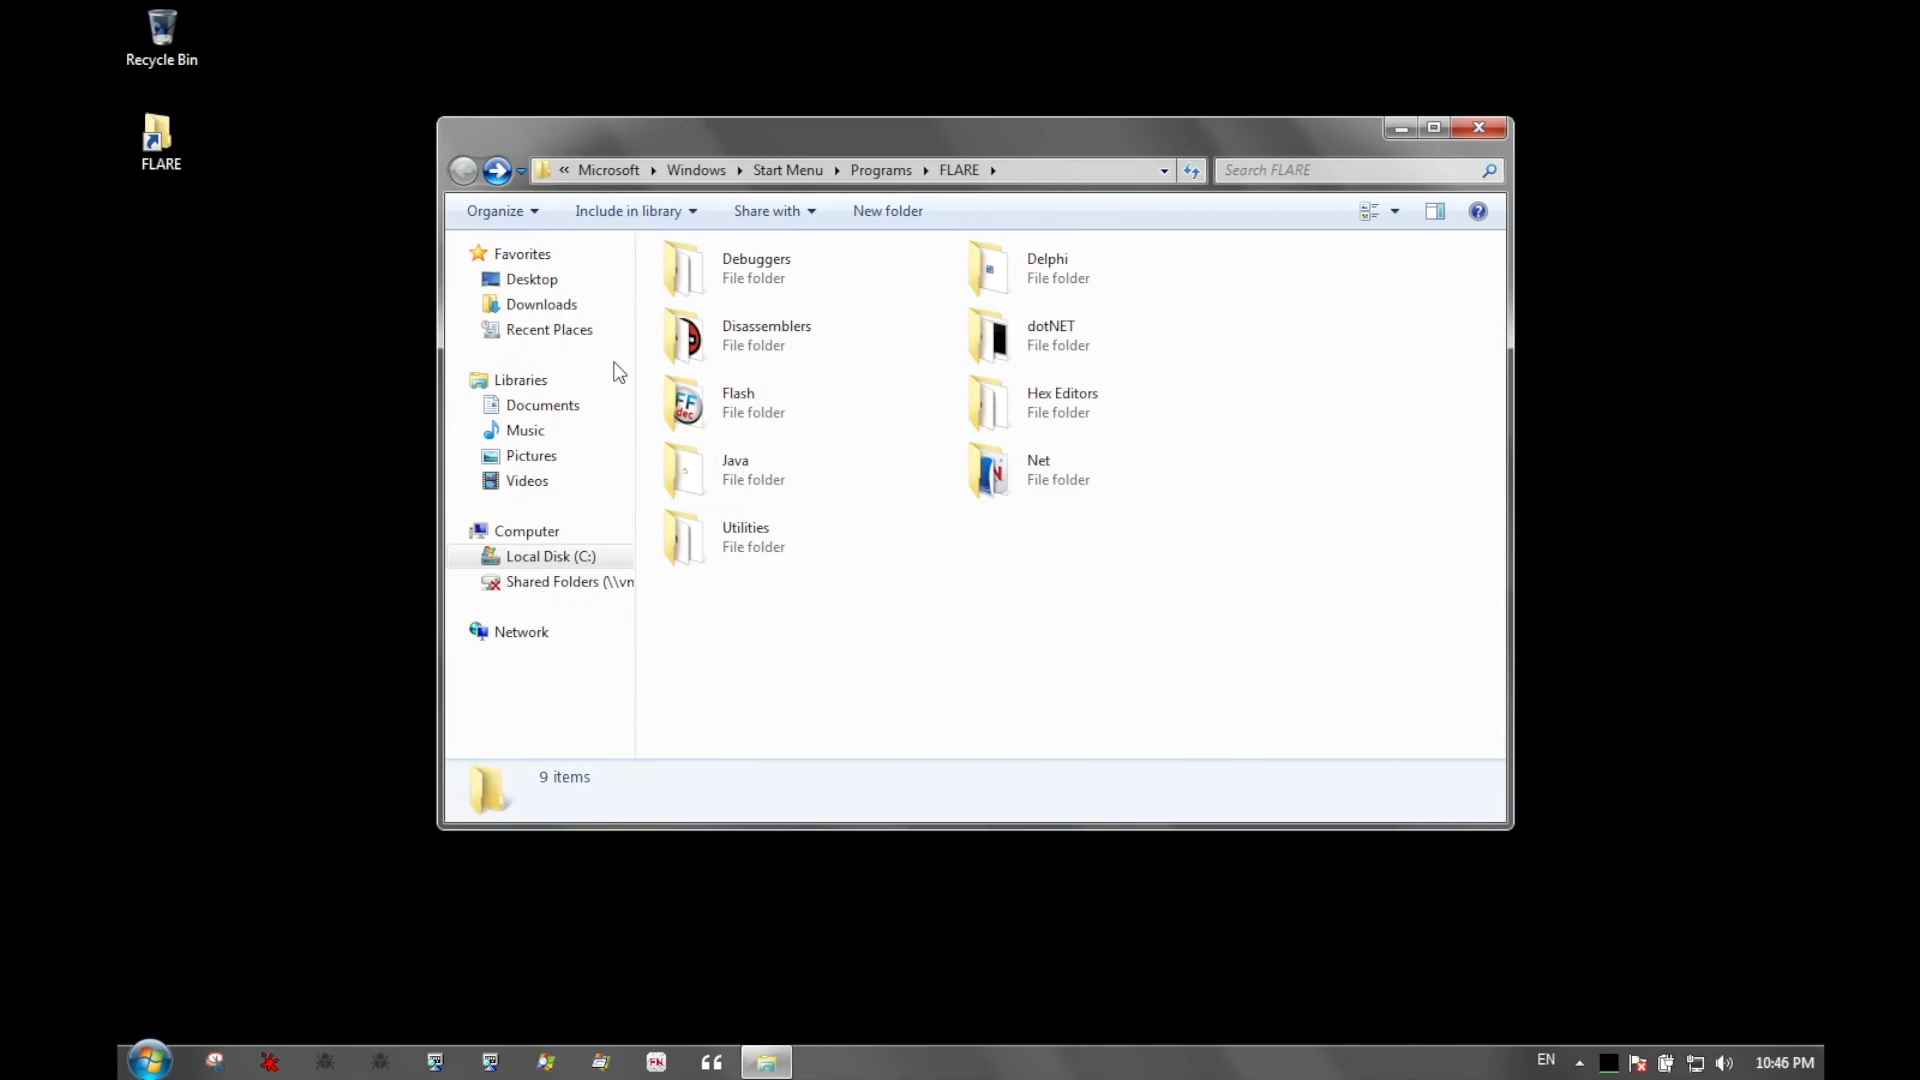 Recycle Bin
FLARE
« Microsoft ▸ Windows ▸ Start Menu ▸ Programs ▸ FLARE ▸
Search FLARE
Organize
Include in library
Share with
New folder
Favorites
Desktop
Downloads
Recent Places
Libraries
Documents
Music
Pictures
Videos
Computer
Local Disk (C:)
Shared Folders (\\vn
Network
Debuggers
File folder
Delphi
File folder
Disassemblers
File folder
dotNET
File folder
FF
dec
Flash
File folder
Hex Editors
File folder
Java
File folder
N
Net
File folder
Utilities
File folder
9 items
FN
EN
10:46 PM